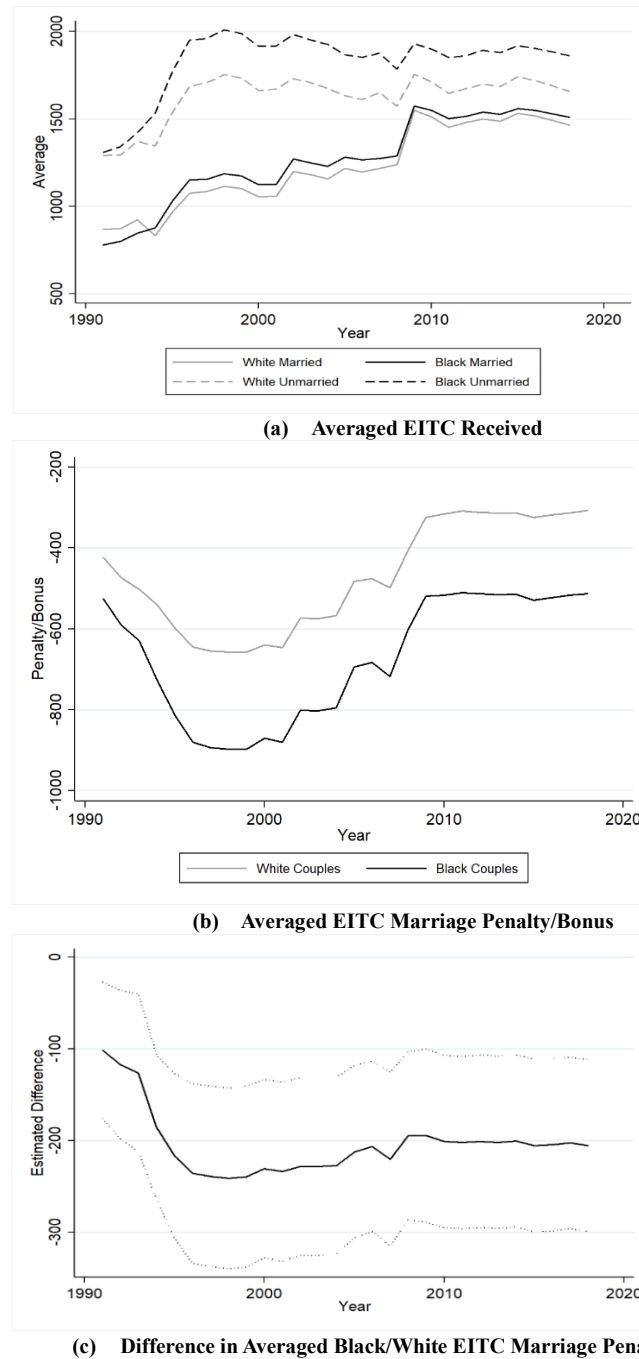 2000
1500
1000
500
Average
1990 2000 2010 2020
Year
White Married Black Married
White Unmarried Black Unmarried
(a) Averaged EITC Received
-200
-400
-600
-800
-1000
Penalty/Bonus
1990 2000 2010 2020
Year
White Couples Black Couples
(b) Averaged EITC Marriage Penalty/Bonus
0
-100
-200
-300
Estimated Difference
1990 2000 2010 2020
Year
(c) Difference in Averaged Black/White EITC Marriage Pena